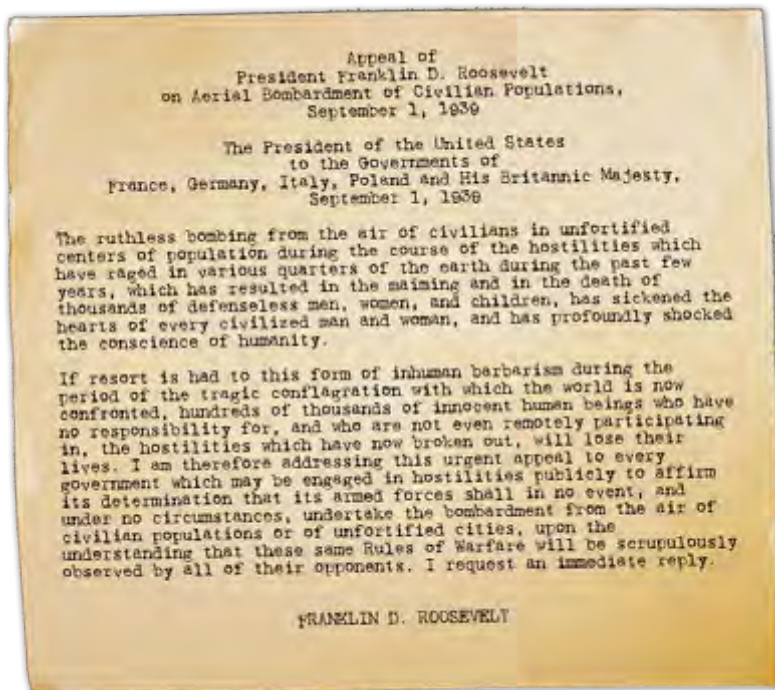 Appeal of
President Franklin D. Roosevelt
on Aerial Bombardment of Civilian Populations,
September 1, 1939
The President of the United States
to the Governments of
France, Germany, Italy, Poland and His Britannic Majesty,
September 1, 1939
The ruthless bombing from the air of civilians in unfortified
centers of population during the course of the hostilities which
have raged in various quarters of the earth during the past few
years, which has resulted in the maiming and in the death of
thousands of defenseless men, women, and children, has sickened the
hearts of every civilized man and woman, and has profoundly shocked
the conscience of humanity.
If resort is had to this form of inhuman barbarism during the
period of the tragic conflagration with which the world is now
confronted, hundreds of thousands of innocent human beings who have
no responsibility for, and who are not even remotely participating
in, the hostilities which have now broken out, will lose their
lives. I am therefore addressing this urgent appeal to every
government which may be engaged in hostilities publicly to affirm
its determination that its armed forces shall in no event, and
under no circumstances, undertake the bombardment from the air of
civilian populations or of unfortified cities, upon the
understanding that these same Rules of Warfare will be scrupulously
observed by all of their opponents. I request an immediate reply.
FRANKLIN D. ROOSEVELT